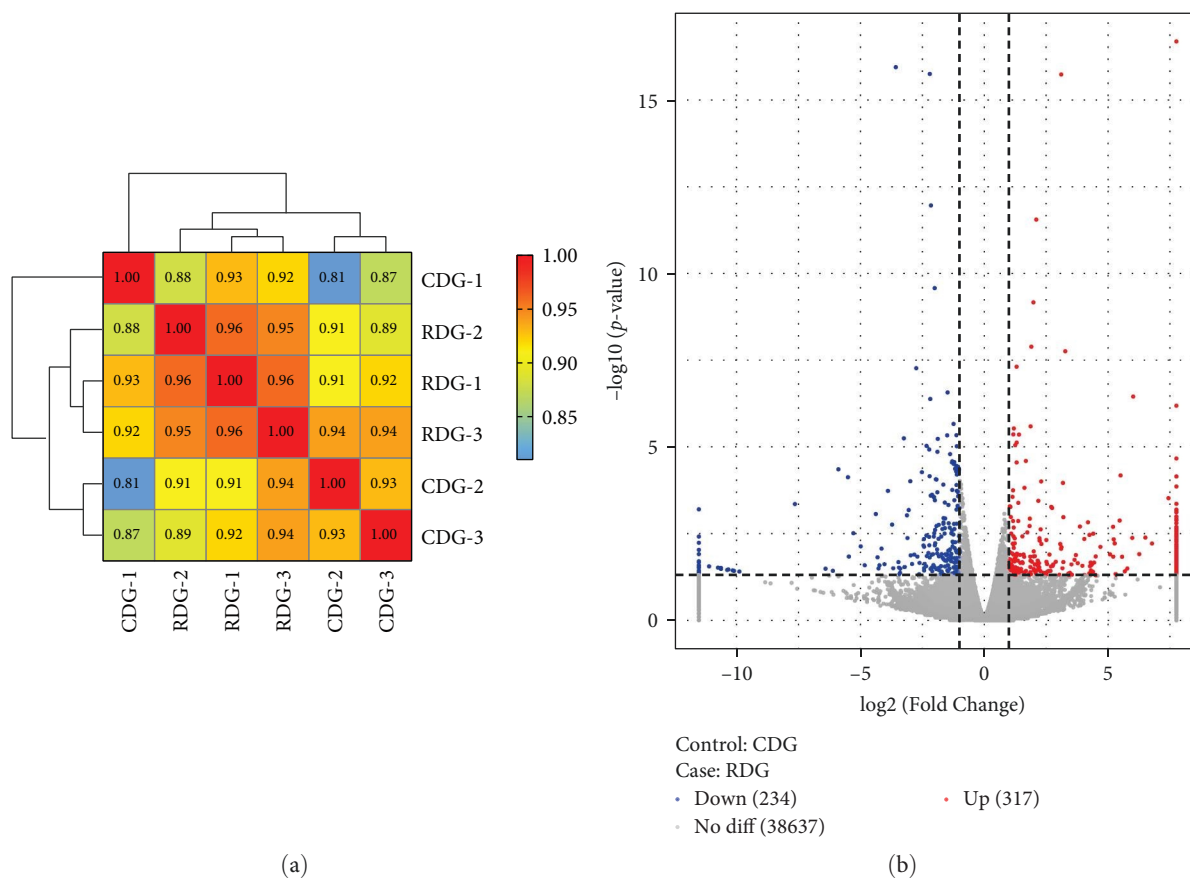 1.00 0.88 0.93 0.92 0.81 0.87 CDG-1
0.88 1.00 0.96 0.95 0.91 0.89 RDG-2
0.93 0.96 1.00 0.96 0.91 0.92 RDG-1
0.92 0.95 0.96 1.00 0.94 0.94 RDG-3
0.81 0.91 0.91 0.94 1.00 0.93 CDG-2
0.87 0.89 0.92 0.94 0.93 1.00 CDG-3
CDG-1 RDG-2 RDG-1 RDG-3 CDG-2 CDG-3
1.00
0.95
0.90
0.85
(a)
–log10 (p-value)
15
10
5
0
–10 –5 0 5
log2 (Fold Change)
Control: CDG
Case: RDG
Down (234) Up (317)
No diff (38637)
(b)